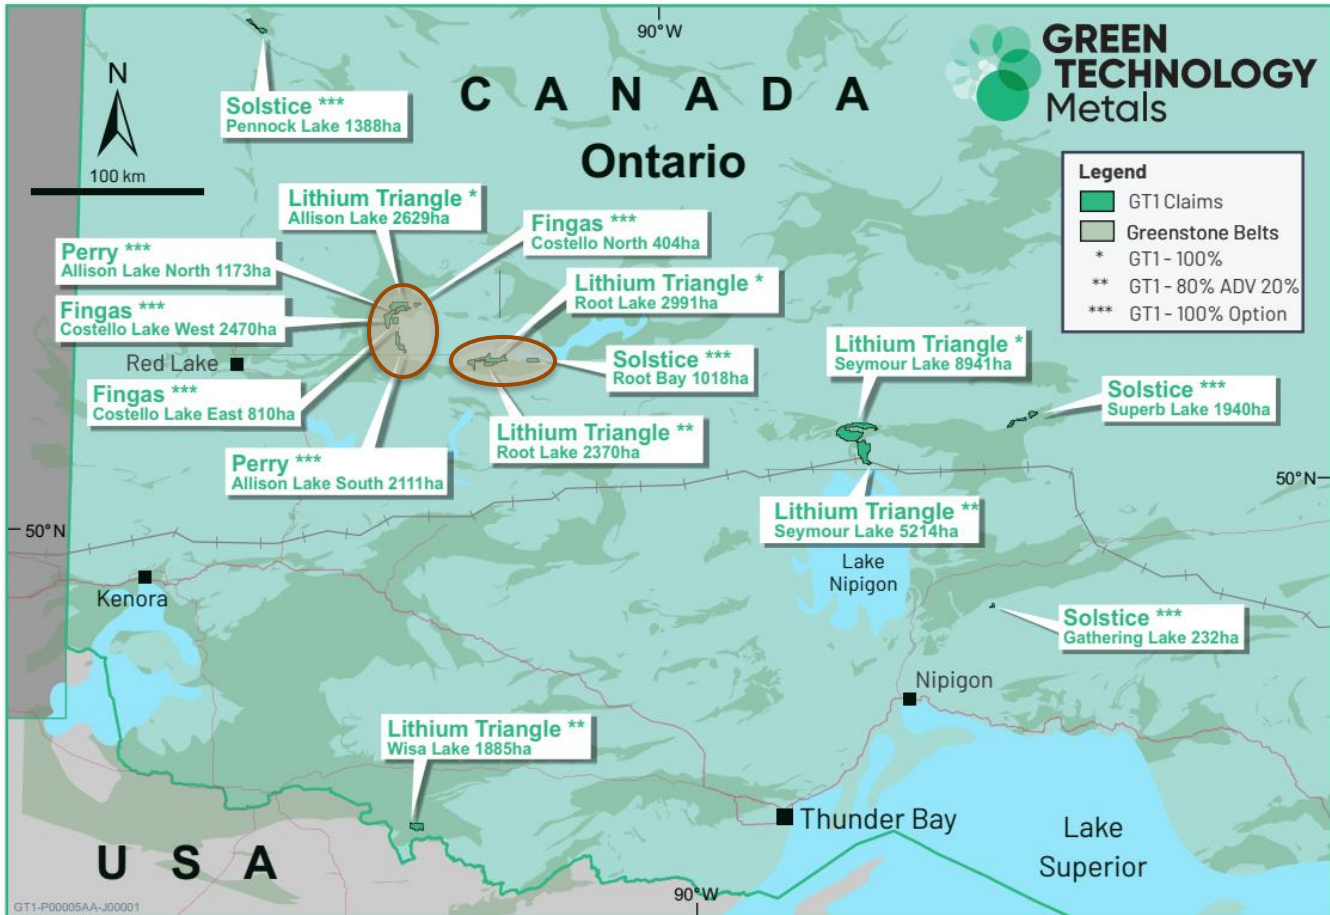 90°W
GREEN
TECHNOLOGY
Metals
N
100 km
C A N A D A
Ontario
Solstice ***
Pennock Lake 1388ha
Legend
GT1 Claims
Greenstone Belts
* GT1 - 100%
** GT1 - 80% ADV 20%
*** GT1 - 100% Option
Lithium Triangle *
Allison Lake 2629ha
Fingas ***
Costello North 404ha
Perry ***
Allison Lake North 1173ha
Lithium Triangle *
Root Lake 2991ha
Fingas ***
Costello Lake West 2470ha
Red Lake
Solstice ***
Root Bay 1018ha
Lithium Triangle *
Seymour Lake 8941ha
Fingas ***
Costello Lake East 810ha
Solstice ***
Superb Lake 1940ha
Lithium Triangle **
Root Lake 2370ha
Perry ***
Allison Lake South 2111ha
50°N
Lithium Triangle **
Seymour Lake 5214ha
50°N
Lake
Nipigon
Kenora
Solstice ***
Gathering Lake 232ha
Nipigon
Lithium Triangle **
Wisa Lake 1885ha
Thunder Bay
Lake
Superior
U S A
90°W
GT1-P00005AA-J00001